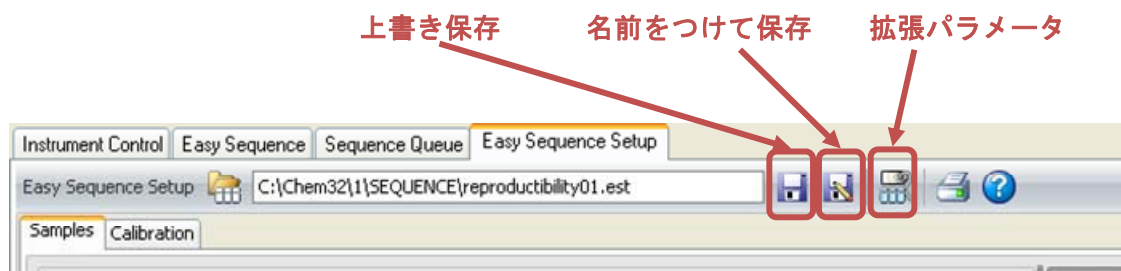 上書き保存 名前をつけて保存 拡張パラメータ
Instrument Control Easy Sequence Sequence Queue Easy Sequence Setup
Easy Sequence Setup C:\Chem32\1\SEQUENCE\reproductibility01.est ?
Samples Calibration